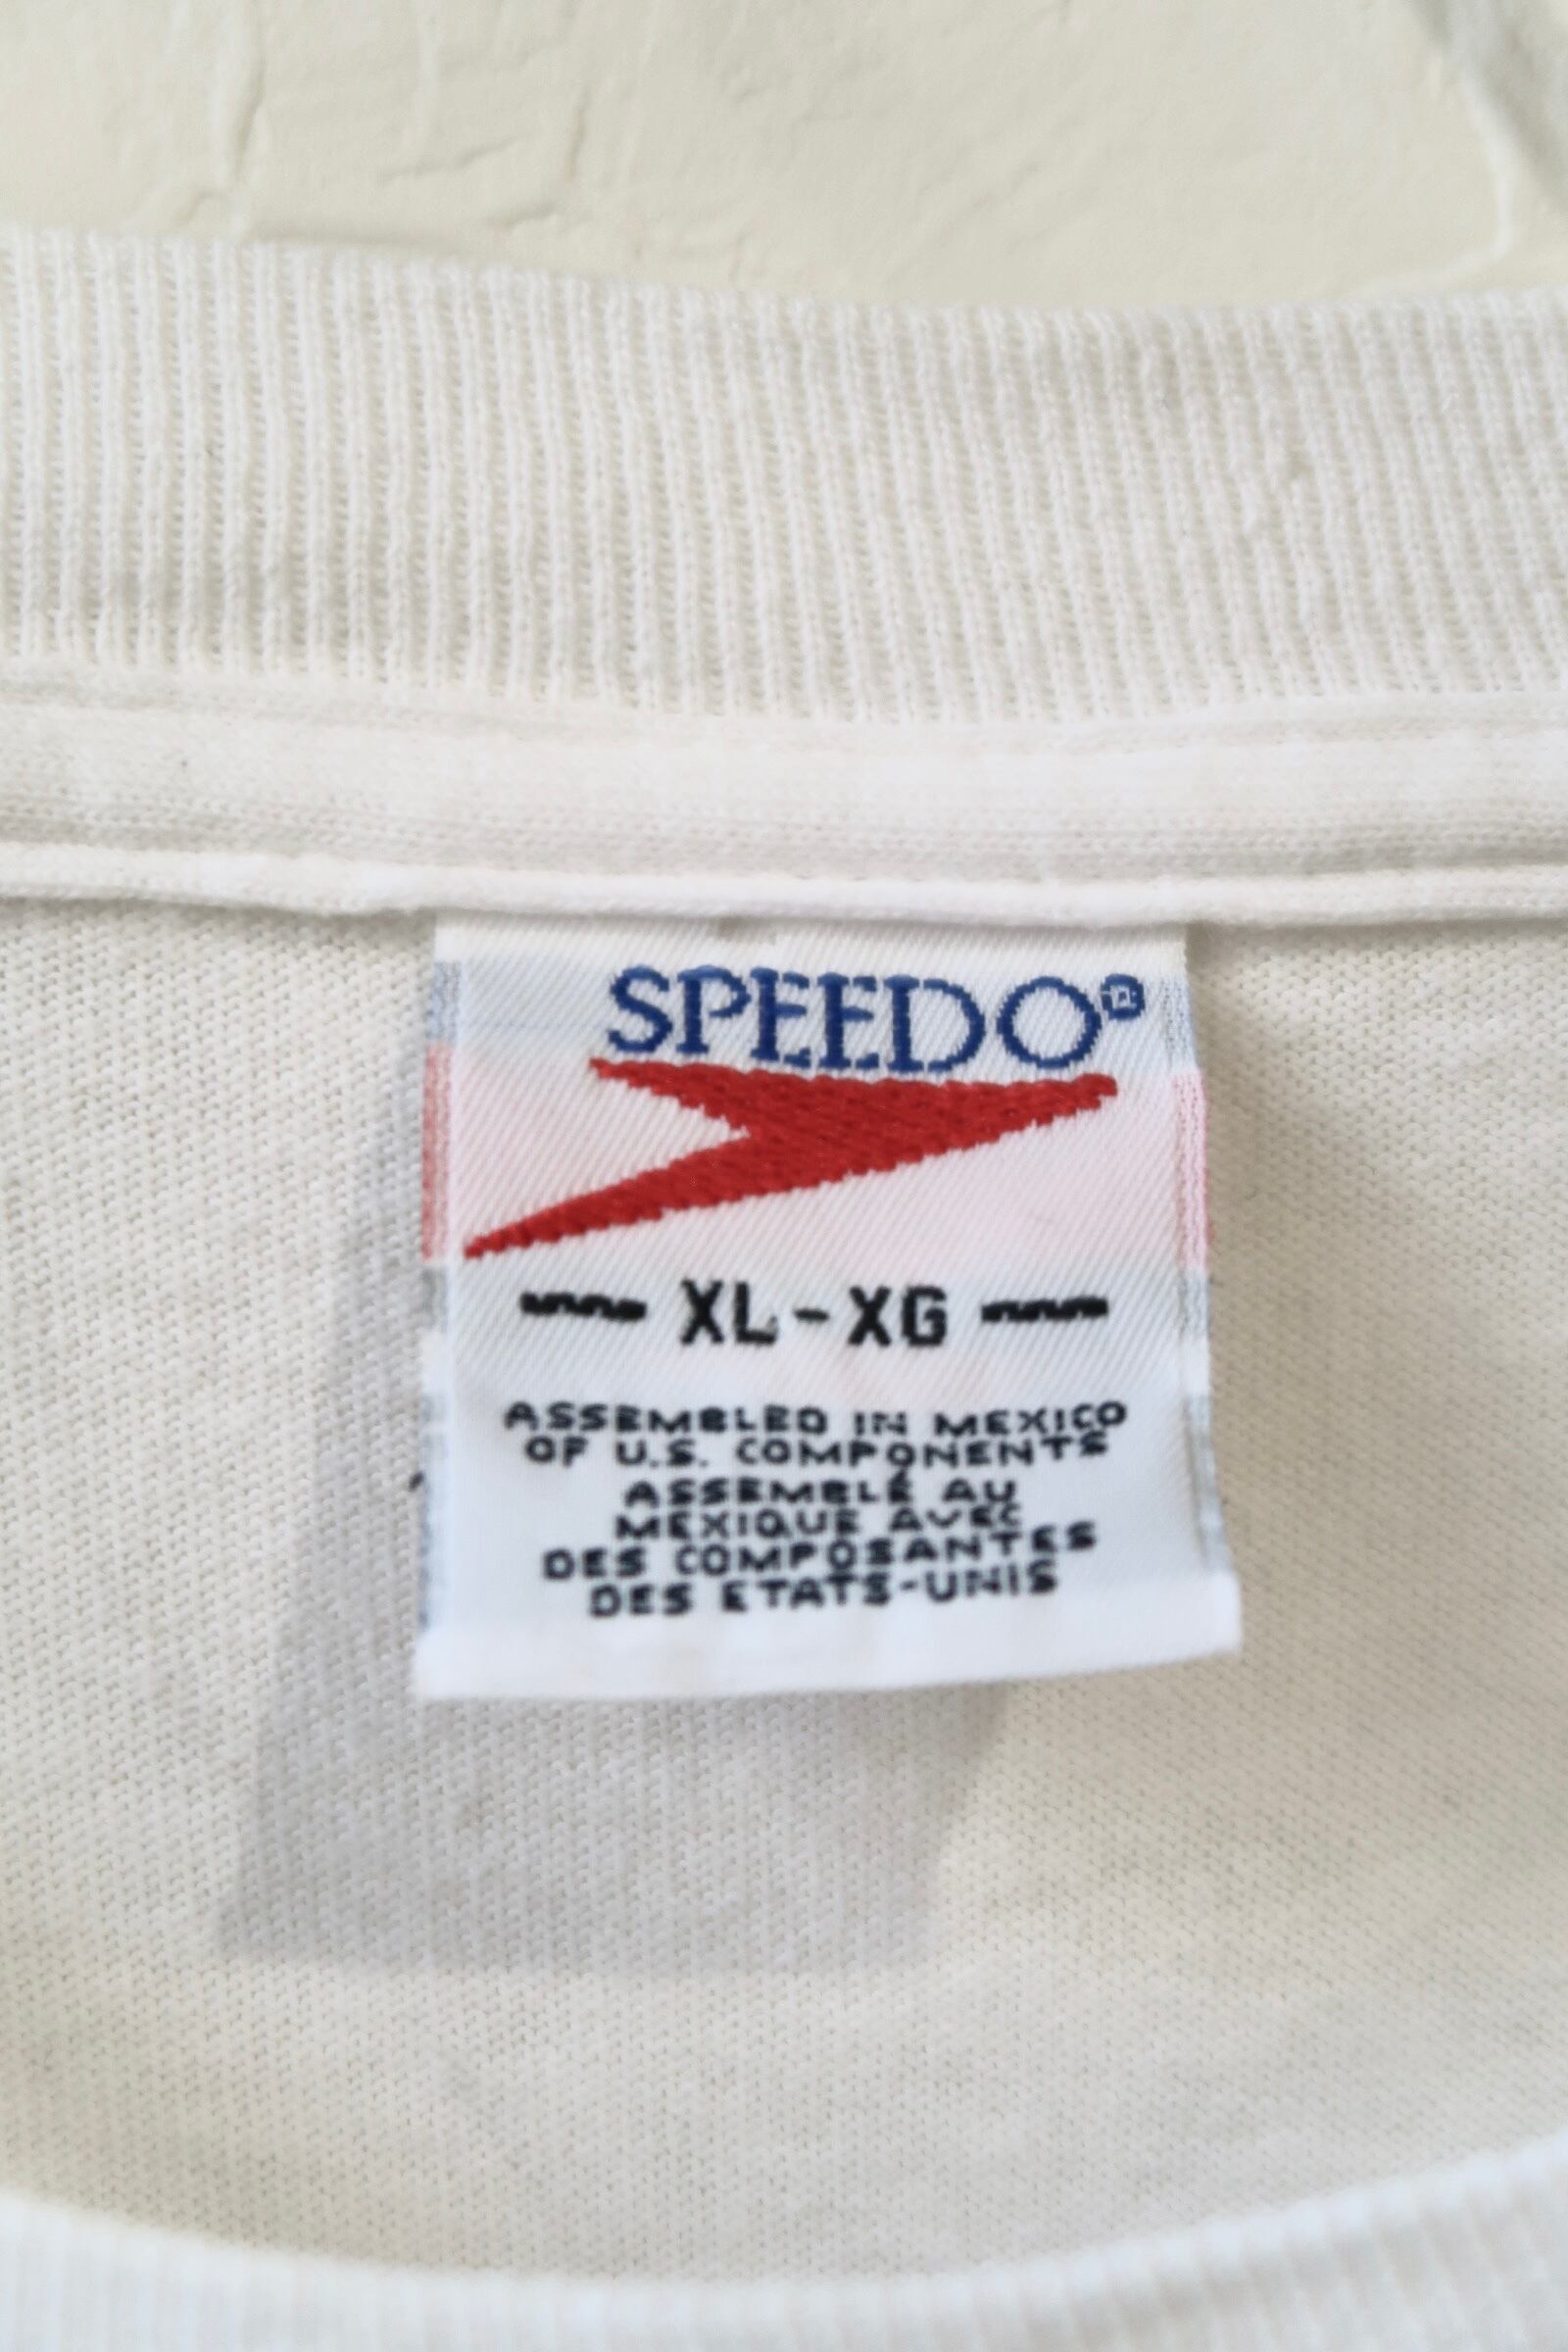 SPEEDO®
XL-XG
ASSEMBLED IN MEXICO
OF U.S. COMPONENTS
ASSEMBLÉ AU
MEXIQUE AVEC
DES COMPOSANTES
DES ETATS-UNIS